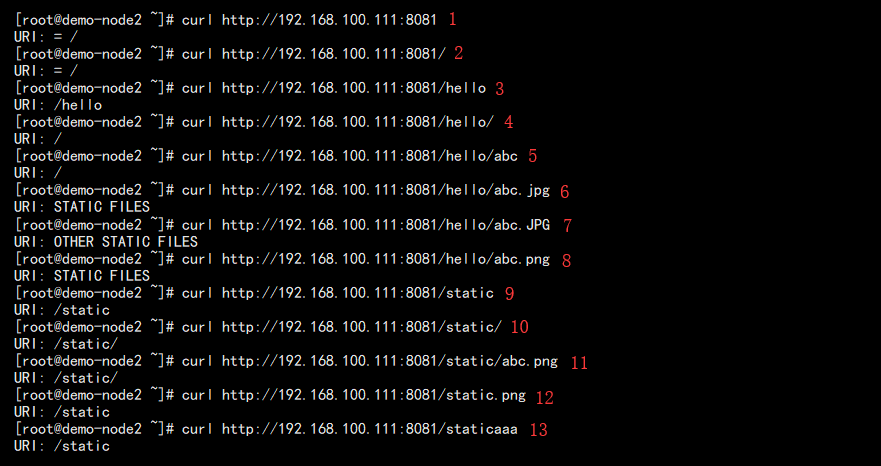 [root@demo-node2 ~]# curl http://192.168.100.111:8081 1
URI: = /
[root@demo-node2 ~]# curl http://192.168.100.111:8081/ 2
URI: = /
[root@demo-node2 ~]# curl http://192.168.100.111:8081/hello 3
URI: /hello
[root@demo-node2 ~]# curl http://192.168.100.111:8081/hello/ 4
URI: /
[root@demo-node2 ~]# curl http://192.168.100.111:8081/hello/abc 5
URI: /
[root@demo-node2 ~]# curl http://192.168.100.111:8081/hello/abc.jpg 6
URI: STATIC FILES
[root@demo-node2 ~]# curl http://192.168.100.111:8081/hello/abc.JPG 7
URI: OTHER STATIC FILES
[root@demo-node2 ~]# curl http://192.168.100.111:8081/hello/abc.png 8
URI: STATIC FILES
[root@demo-node2 ~]# curl http://192.168.100.111:8081/static 9
URI: /static
[root@demo-node2 ~]# curl http://192.168.100.111:8081/static/ 10
URI: /static/
[root@demo-node2 ~]# curl http://192.168.100.111:8081/static/abc.png 11
URI: /static/
[root@demo-node2 ~]# curl http://192.168.100.111:8081/static.png 12
URI: /static
[root@demo-node2 ~]# curl http://192.168.100.111:8081/staticaaa 13
URI: /static